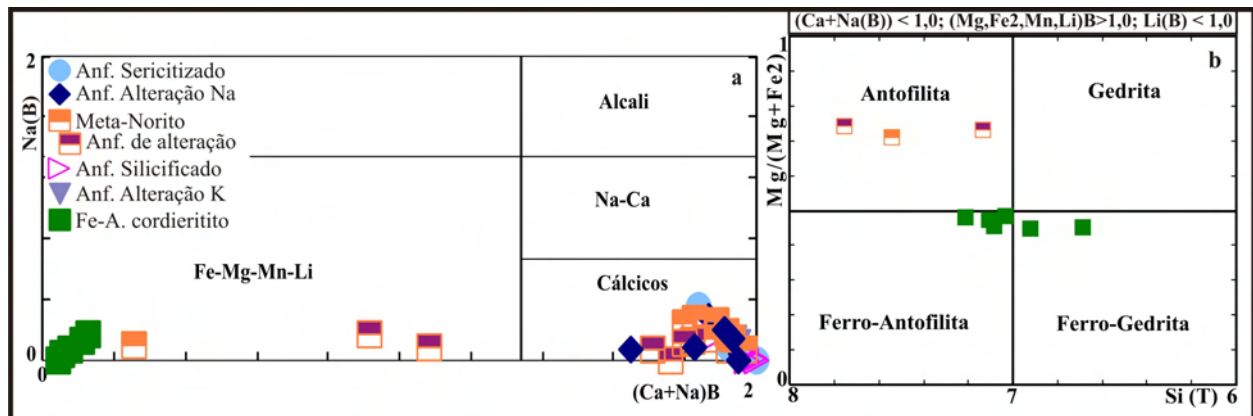 2
a
Na(B)
Anf. Sericitizado
Anf. Alteração Na
Meta-Norito
Anf. de alteração
Anf. Silicificado
Anf. Alteração K
Fe-A. cordieritito
Alcali
Na-Ca
Fe-Mg-Mn-Li
Cálcicos
0
0
(Ca+Na)B
2
(Ca+Na(B)) < 1,0; (Mg,Fe2,Mn,Li)B>1,0; Li(B) < 1,0
1
b
Mg/(Mg+Fe2)
Antofilita
Gedrita
Ferro-Antofilita
Ferro-Gedrita
0
8
7
Si (T)
6